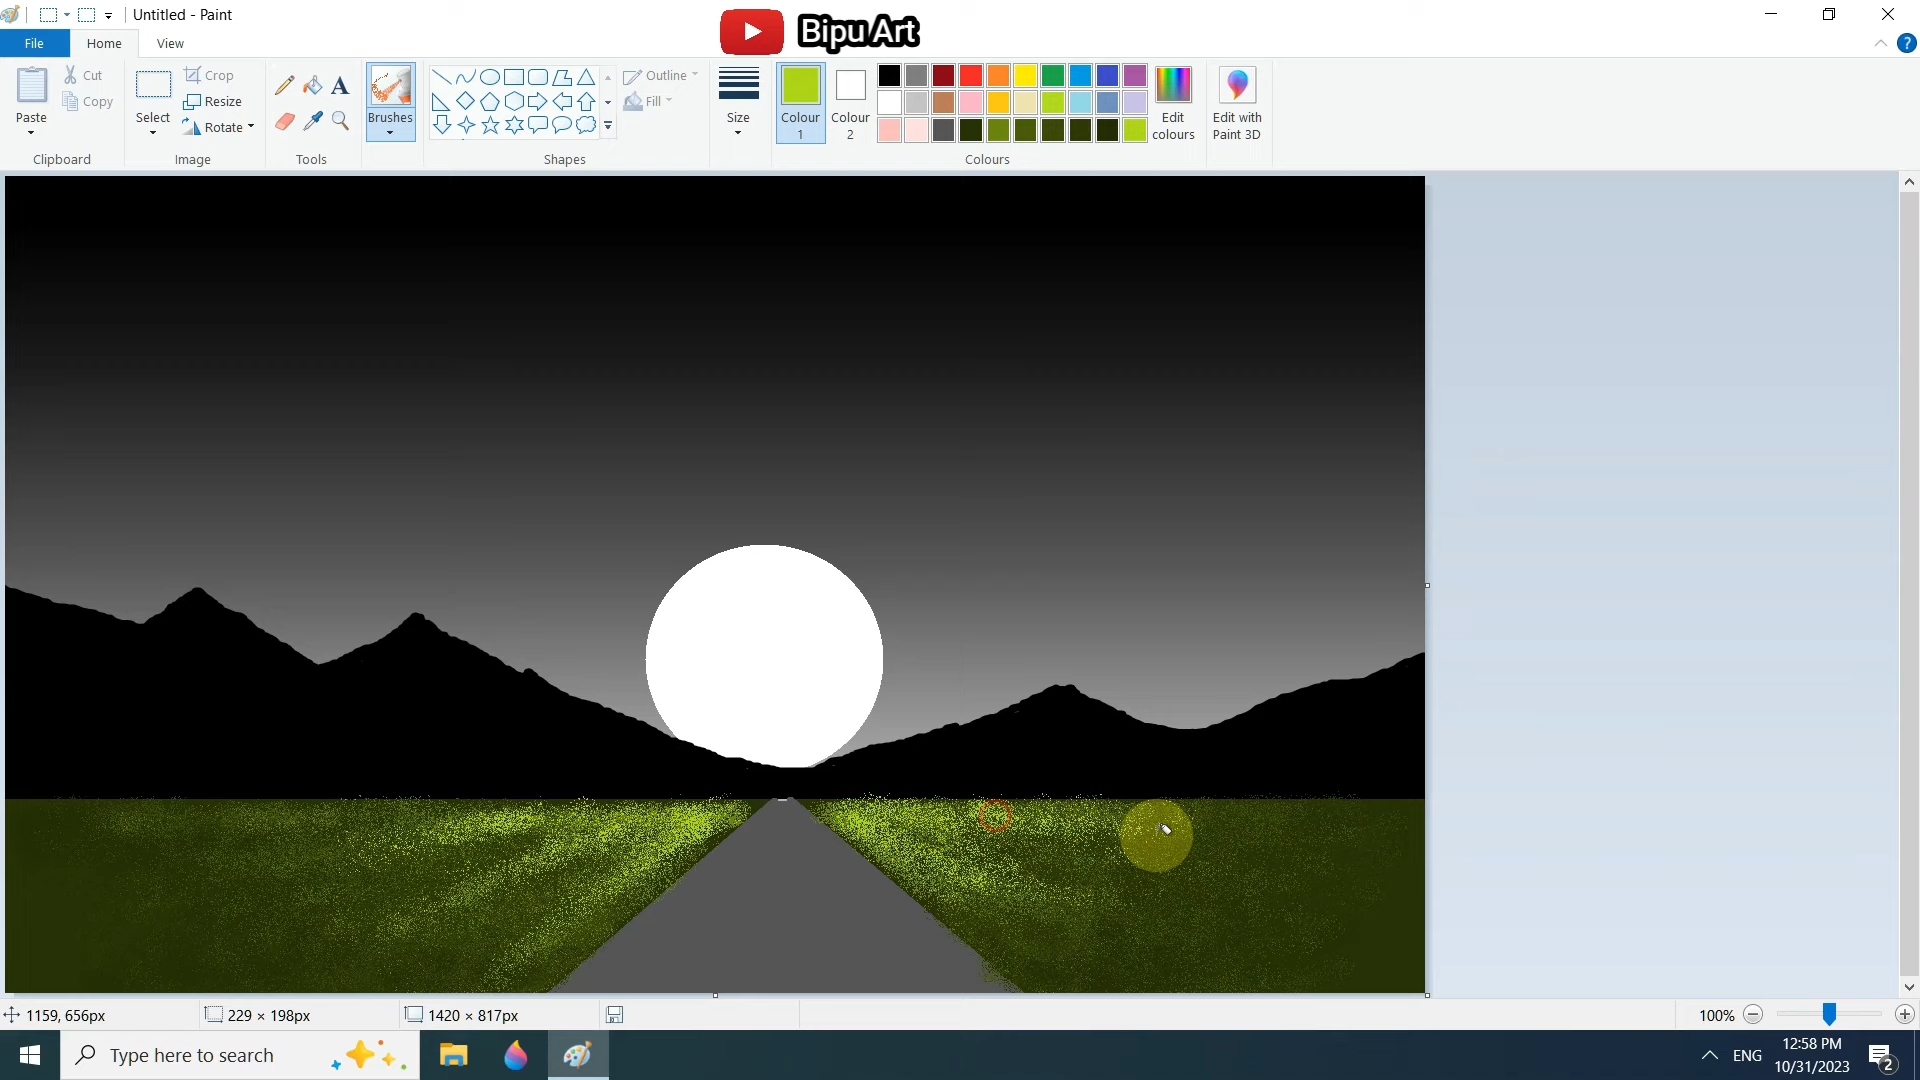 Untitled - Paint
Bipu Art
File
Home
View
?
Paste
Cut
Copy
Clipboard
Select
Crop
Resize
Rotate
Image
A
Tools
Brushes
Outline
Fill
Shapes
Size
Colour
1
Colour
2
Edit
colours
Colours
Edit with
Paint 3D
1159, 656px
229 × 198px
1420 × 817px
100%
Type here to search
ENG
12:58 PM
10/31/2023
2